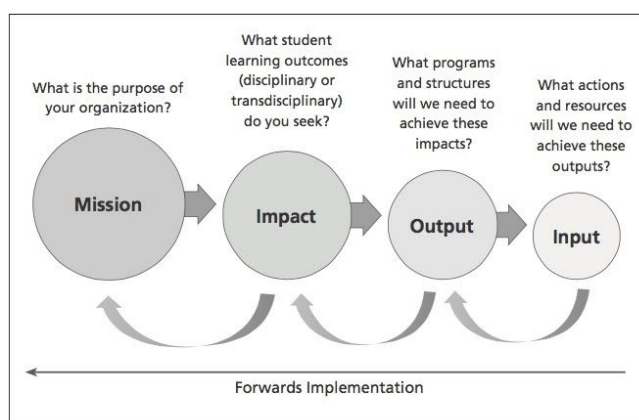 What is the purpose of
your organization?
What student
learning outcomes
(disciplinary or
transdisciplinary)
do you seek?
What programs
and structures
will we need to
achieve these
impacts?
What actions
and resources
will we need to
achieve these
outputs?
Mission
Impact
Output
Input
Forwards Implementation